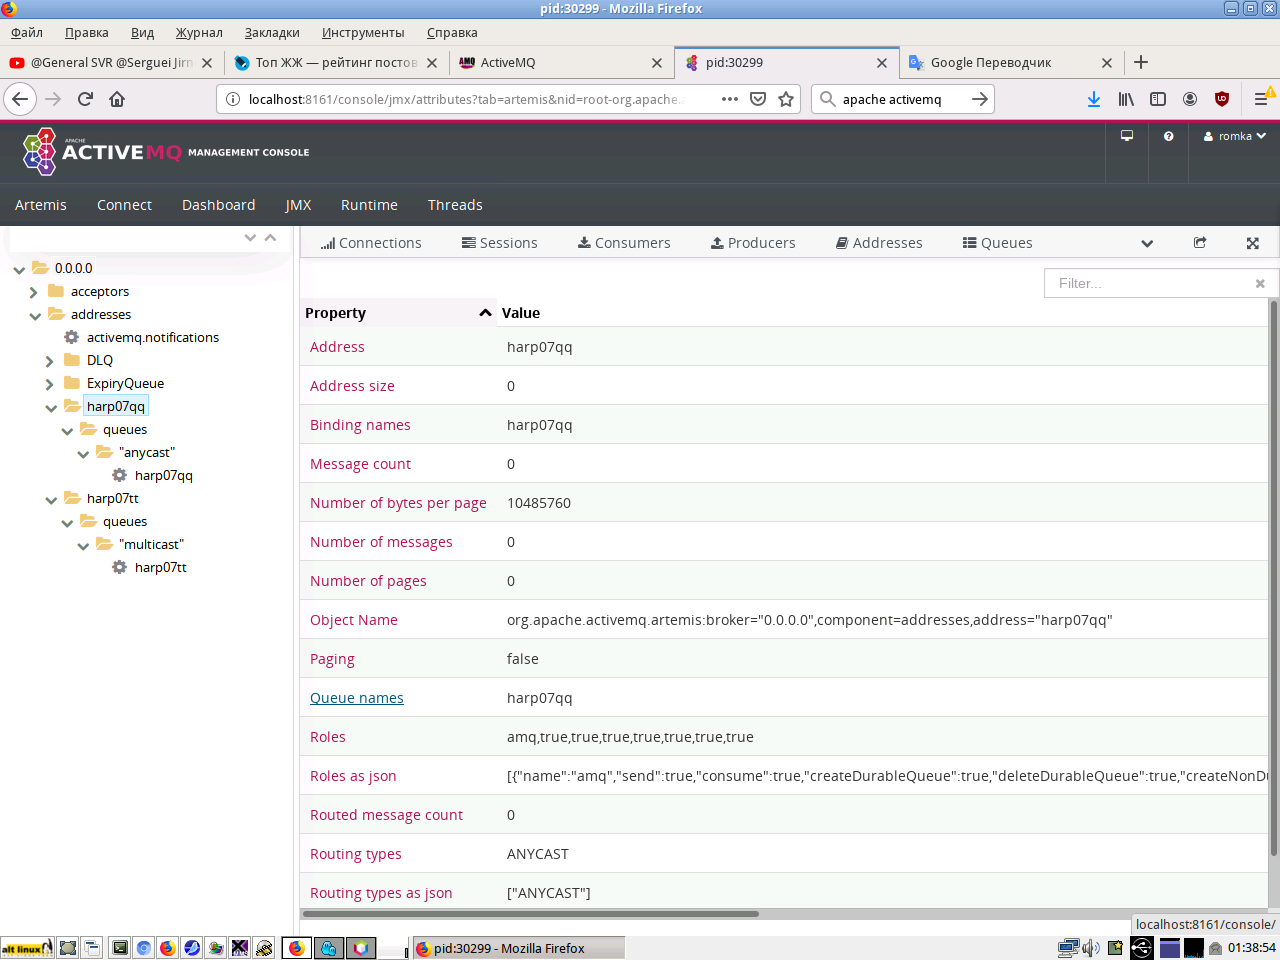 pid:30299 - Mozilla Firefox
Файл Правка Вид Журнал Закладки Инструменты Справка
@General SVR @Serguei Jirn
Топ ЖЖ — рейтинг постов
AMQ ActiveMQ
pid:30299
Google Переводчик
localhost:8161/console/jmx/attributes?tab=artemis&nid=root-org.apache.
apache activemq
APACHE
ACTIVEMQ MANAGEMENT CONSOLE
romka
Artemis Connect Dashboard JMX Runtime Threads
Connections Sessions Consumers Producers Addresses Queues
0.0.0.0
acceptors
addresses
activemq.notifications
DLQ
ExpiryQueue
harp07qq
queues
"anycast"
harp07qq
harp07tt
queues
"multicast"
harp07tt
Filter...
Property Value
Address harp07qq
Address size 0
Binding names harp07qq
Message count 0
Number of bytes per page 10485760
Number of messages 0
Number of pages 0
Object Name org.apache.activemq.artemis:broker="0.0.0.0",component=addresses,address="harp07qq"
Paging false
Queue names harp07qq
Roles amq,true,true,true,true,true,true,true
Roles as json [{"name":"amq","send":true,"consume":true,"createDurableQueue":true,"deleteDurableQueue":true,"createNonDu
Routed message count 0
Routing types ANYCAST
Routing types as json ["ANYCAST"]
localhost:8161/console/
alt linux
pid:30299 - Mozilla Firefox
01:38:54